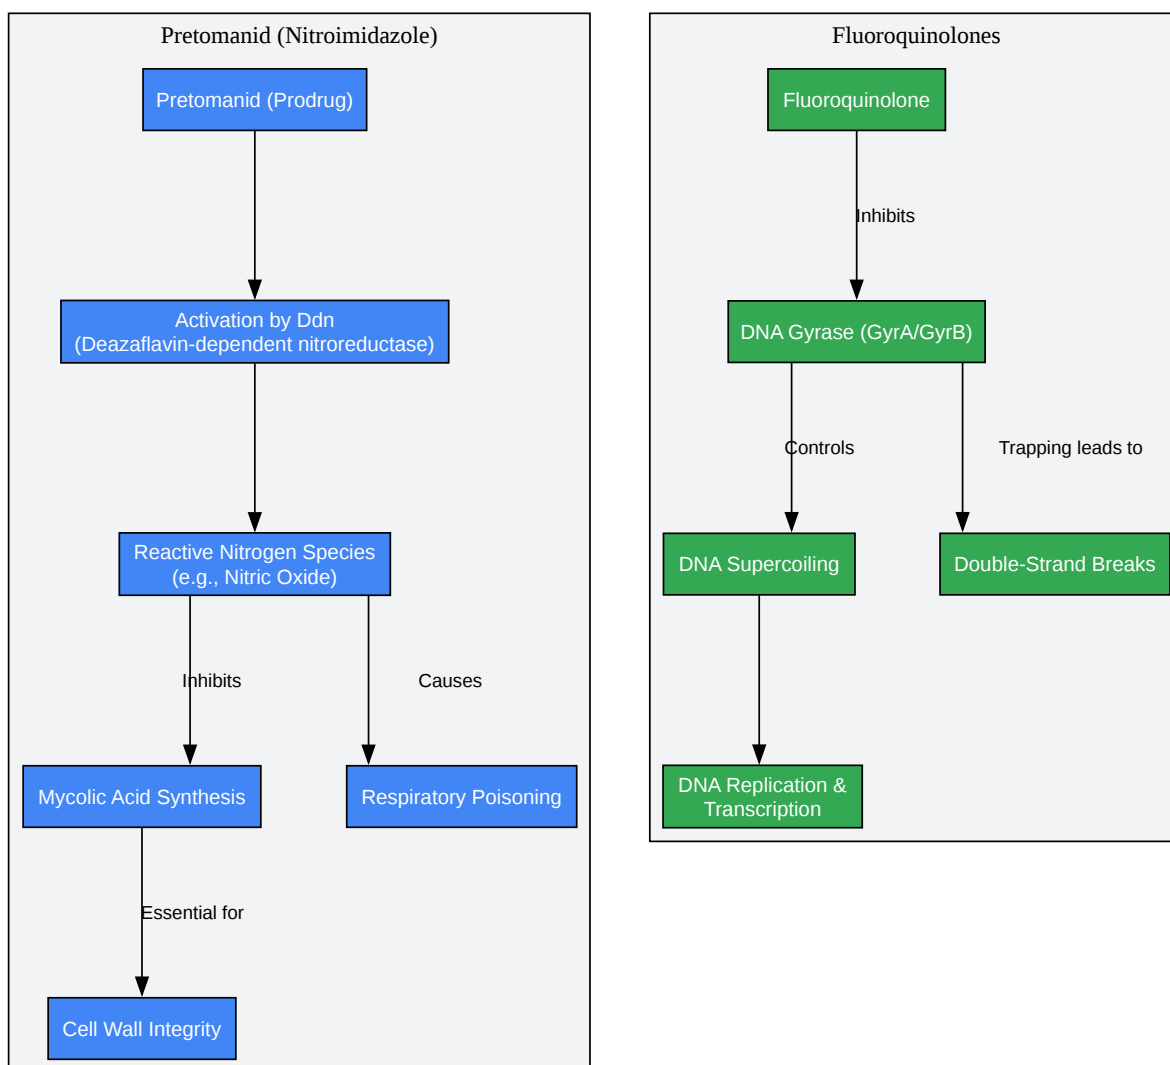 Pretomanid (Nitroimidazole)
Pretomanid (Prodrug)
Activation by Ddn
(Deazaflavin-dependent nitroreductase)
Reactive Nitrogen Species
(e.g., Nitric Oxide)
Inhibits
Causes
Mycolic Acid Synthesis
Respiratory Poisoning
Essential for
Cell Wall Integrity
Fluoroquinolones
Fluoroquinolone
Inhibits
DNA Gyrase (GyrA/GyrB)
Controls
Trapping leads to
DNA Supercoiling
Double-Strand Breaks
DNA Replication &
Transcription